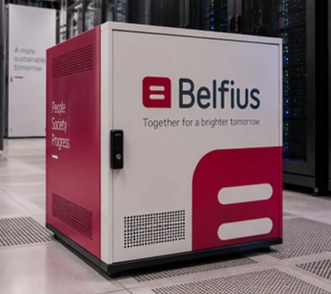 A more
sustainable
tomorrow
Belfius
Together for a brighter tomorrow
People
Society
Progress